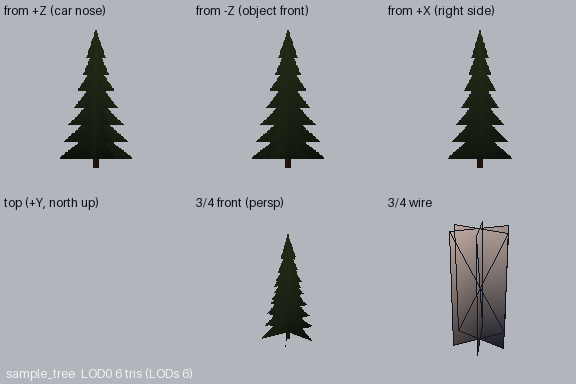 from +Z (car nose)
from -Z (object front)
from +X (right side)
top (+Y, north up)
3/4 front (persp)
3/4 wire
sample_tree LOD0 6 tris (LODs 6)